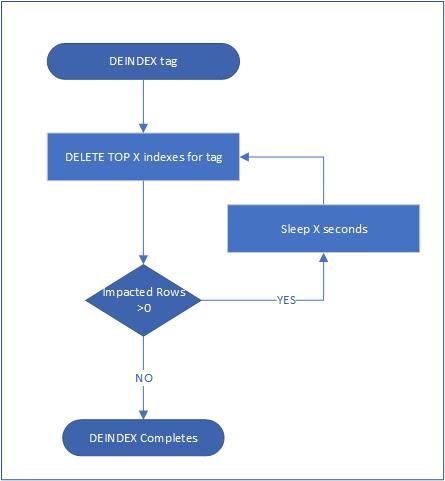 DEINDEX tag
DELETE TOP X indexes for tag
Sleep X seconds
Impacted Rows
>0
YES
NO
DEINDEX Completes